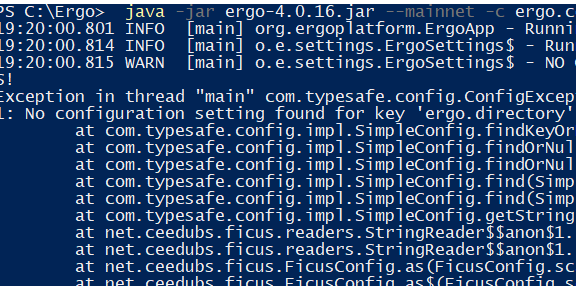 PS C:\Ergo> java -jar ergo-4.0.16.jar --mainnet -c ergo.c
19:20:00.801 INFO [main] org.ergoplatform.ErgoApp - Runni
19:20:00.814 INFO [main] o.e.settings.ErgoSettings$ - Run
19:20:00.815 WARN [main] o.e.settings.ErgoSettings$ - NO
S!
Exception in thread "main" com.typesafe.config.ConfigExcep
1: No configuration setting found for key 'ergo.directory'
at com.typesafe.config.impl.SimpleConfig.findKeyOr
at com.typesafe.config.impl.SimpleConfig.findOrNul
at com.typesafe.config.impl.SimpleConfig.findOrNul
at com.typesafe.config.impl.SimpleConfig.find(Simp
at com.typesafe.config.impl.SimpleConfig.find(Simp
at com.typesafe.config.impl.SimpleConfig.getString
at net.ceedubs.ficus.readers.StringReader$$anon$1.
at net.ceedubs.ficus.readers.StringReader$$anon$1.
at net.ceedubs.ficus.FicusConfig.as(FicusConfig.sc
at net.ceedubs.ficus.FicusConfig.as$(FicusConfig.s